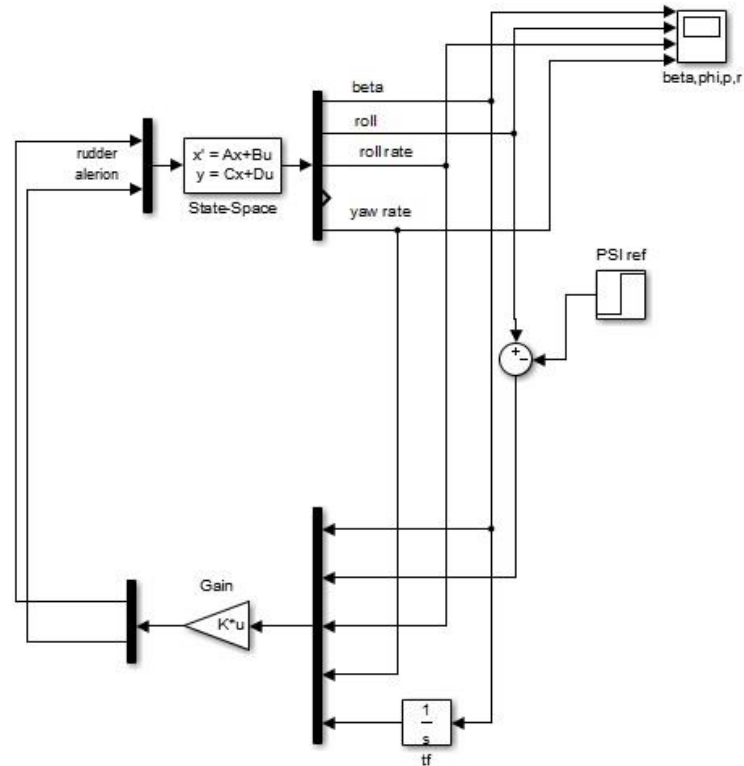 beta
roll
roll rate
yaw rate
beta,phi,p,r
rudder
alerion
x' = Ax+Bu
y = Cx+Du
State-Space
PSI ref
+
−
Gain
K*u
1
s
tf